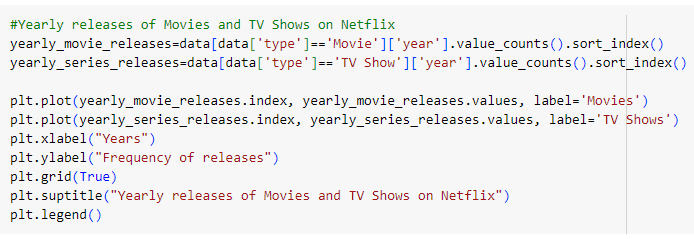 #Yearly releases of Movies and TV Shows on Netflix
yearly_movie_releases=data[data['type']=='Movie']['year'].value_counts().sort_index()
yearly_series_releases=data[data['type']=='TV Show']['year'].value_counts().sort_index()
plt.plot(yearly_movie_releases.index, yearly_movie_releases.values, label='Movies')
plt.plot(yearly_series_releases.index, yearly_series_releases.values, label='TV Shows')
plt.xlabel("Years")
plt.ylabel("Frequency of releases")
plt.grid(True)
plt.suptitle("Yearly releases of Movies and TV Shows on Netflix")
plt.legend()